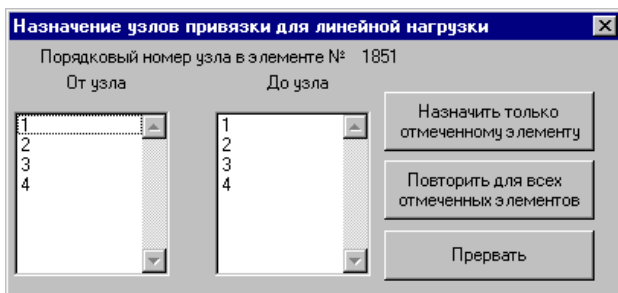 Назначение узлов привязки для линейной нагрузки
Порядковый номер узла в элементе № 1851
От узла
До узла
1
2
3
4
1
2
3
4
Назначить только
отмеченному элементу
Повторить для всех
отмеченных элементов
Прервать